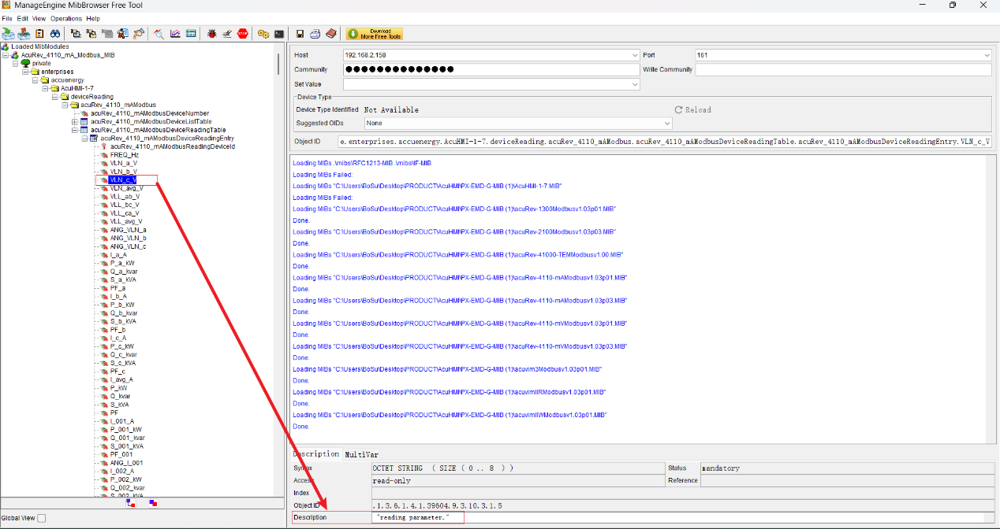 ManageEngine MibBrowser Free Tool
File Edit View Operations Help
Download
More Free Tools
Loaded MibModules
AcuRev_4110_mA_Modbus_MIB
private
enterprises
accuenergy
AcuHMI-1-7
deviceReading
acuRev_4110_mAModbus
acuRev_4110_mAModbusDeviceNumber
acuRev_4110_mAModbusDeviceListTable
acuRev_4110_mAModbusDeviceReadingTable
acuRev_4110_mAModbusDeviceReadingEntry
acuRev_4110_mAModbusReadingDeviceId
FREQ_Hz
VLN_a_V
VLN_b_V
VLN_c_V
VLN_avg_V
VLL_ab_V
VLL_bc_V
VLL_ca_V
VLL_avg_V
ANG_VLN_a
ANG_VLN_b
ANG_VLN_c
I_a_A
P_a_kW
Q_a_kvar
S_a_kVA
PF_a
I_b_A
P_b_kW
Q_b_kvar
S_b_kVA
PF_b
I_c_A
P_c_kW
Q_c_kvar
S_c_kVA
PF_c
I_avg_A
P_kW
Q_kvar
S_kVA
PF
I_001_A
P_001_kW
Q_001_kvar
S_001_kVA
PF_001
ANG_I_001
I_002_A
P_002_kW
Q_002_kvar
S_002_kVA
Global View
Host 192.168.2.158 Port 161
Community ●●●●●●●●●●●●●● Write Community
Set Value
Device Type
Device Type Identified Not Available Reload
Suggested OIDs None
Object ID e.enterprises.accuenergy.AcuHMI-1-7.deviceReading.acuRev_4110_mAModbus.acuRev_4110_mAModbusDeviceReadingTable.acuRev_4110_mAModbusDeviceReadingEntry.VLN_c_V
Loading MIBs .\mibs\RFC1213-MIB .\mibs\IF-MIB
Loading MIBs Failed:
Loading MIBs "C:\Users\BoSu\Desktop\PRODUCT\AcuHMI\PX-EMD-G-MIB (1)\AcuHMI-1-7.MIB"
Loading MIBs Failed:
Loading MIBs "C:\Users\BoSu\Desktop\PRODUCT\AcuHMI\PX-EMD-G-MIB (1)\acuRev-1300Modbusv1.03p01.MIB"
Done.
Loading MIBs "C:\Users\BoSu\Desktop\PRODUCT\AcuHMI\PX-EMD-G-MIB (1)\acuRev-2100Modbusv1.03p03.MIB"
Done.
Loading MIBs "C:\Users\BoSu\Desktop\PRODUCT\AcuHMI\PX-EMD-G-MIB (1)\acuRev-41000-TEMModbusv1.00.MIB"
Done.
Loading MIBs "C:\Users\BoSu\Desktop\PRODUCT\AcuHMI\PX-EMD-G-MIB (1)\acuRev-4110-mAModbusv1.03p01.MIB"
Done.
Loading MIBs "C:\Users\BoSu\Desktop\PRODUCT\AcuHMI\PX-EMD-G-MIB (1)\acuRev-4110-mAModbusv1.03p03.MIB"
Done.
Loading MIBs "C:\Users\BoSu\Desktop\PRODUCT\AcuHMI\PX-EMD-G-MIB (1)\acuRev-4110-mVModbusv1.03p01.MIB"
Done.
Loading MIBs "C:\Users\BoSu\Desktop\PRODUCT\AcuHMI\PX-EMD-G-MIB (1)\acuRev-4110-mVModbusv1.03p03.MIB"
Done.
Loading MIBs "C:\Users\BoSu\Desktop\PRODUCT\AcuHMI\PX-EMD-G-MIB (1)\acuvim3Modbusv1.03p01.MIB"
Done.
Loading MIBs "C:\Users\BoSu\Desktop\PRODUCT\AcuHMI\PX-EMD-G-MIB (1)\acuvimIIRModbusv1.03p01.MIB"
Done.
Loading MIBs "C:\Users\BoSu\Desktop\PRODUCT\AcuHMI\PX-EMD-G-MIB (1)\acuvimIIWModbusv1.03p01.MIB"
Done.
Description MultiVar
Syntax OCTET STRING ( SIZE ( 0 .. 8 ) ) Status mandatory
Access read-only Reference
Index
Object ID .1.3.6.1.4.1.39604.9.3.10.3.1.5
Description "reading parameter."